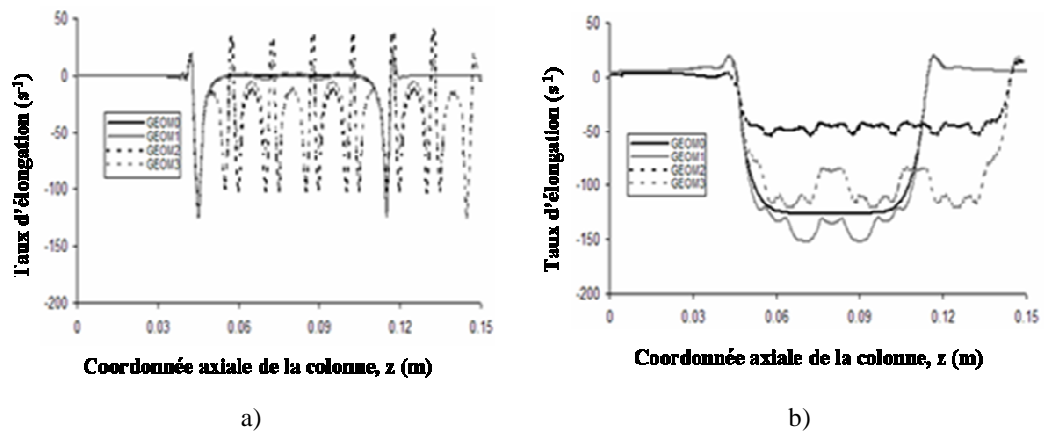 50
0
-50
-100
-150
-200
0
0.03
0.06
0.09
0.12
0.15
Taux d'élongation (s-1)
GEOM0
GEOM1
GEOM2
GEOM3
Coordonnée axiale de la colonne, z (m)
a)
50
0
-50
-100
-150
-200
0
0.03
0.06
0.09
0.12
0.15
Taux d'élongation (s-1)
GEOM0
GEOM1
GEOM2
GEOM3
Coordonnée axiale de la colonne, z (m)
b)